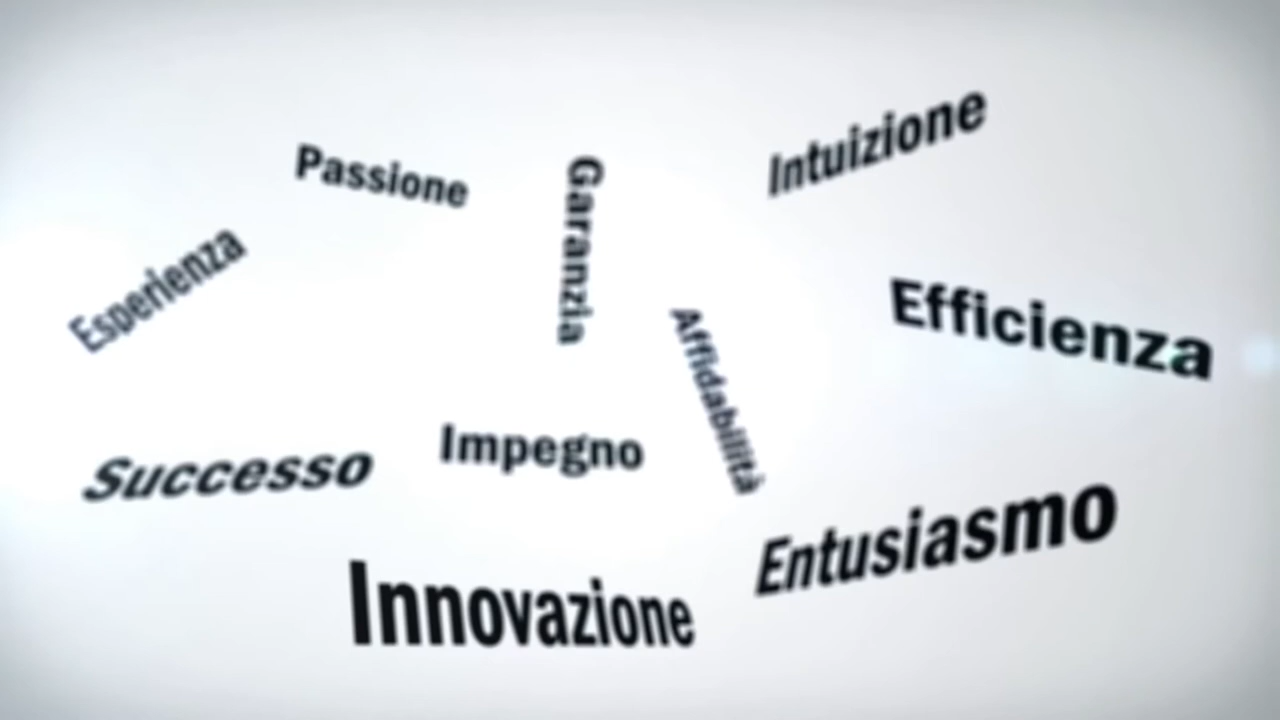 Intuizione
Passione
Garanzia
Esperienza
Efficienza
Affidabilità
Impegno
Successo
Entusiasmo
Innovazione